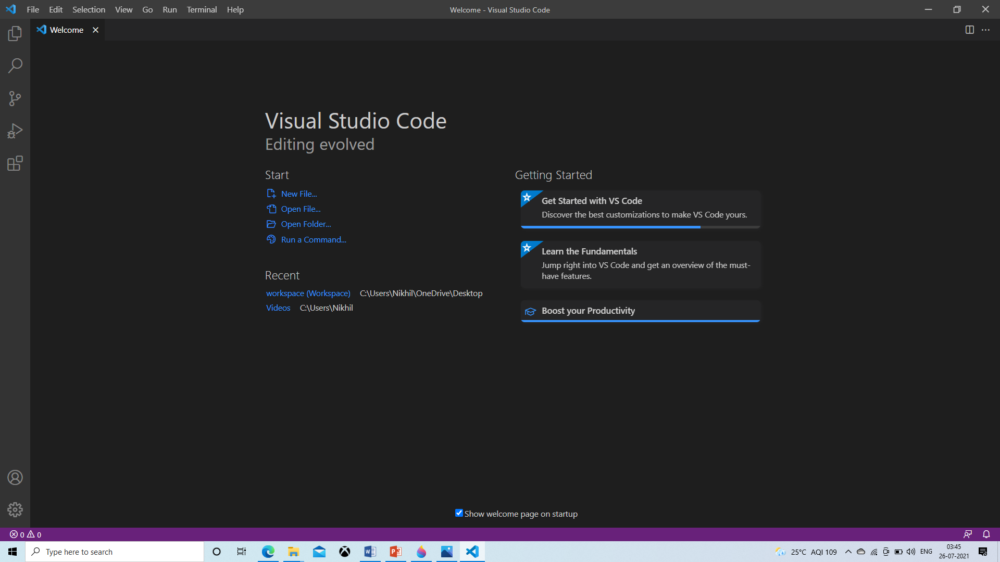 File Edit Selection View Go Run Terminal Help
Welcome - Visual Studio Code
Welcome
Visual Studio Code
Editing evolved
Start
New File...
Open File...
Open Folder...
Run a Command...
Recent
workspace (Workspace) C:\Users\Nikhil\OneDrive\Desktop
Videos C:\Users\Nikhil
Getting Started
Get Started with VS Code
Discover the best customizations to make VS Code yours.
Learn the Fundamentals
Jump right into VS Code and get an overview of the must-
have features.
Boost your Productivity
Show welcome page on startup
0 0
Type here to search
25°C AQI 109
ENG
03:45
26-07-2021